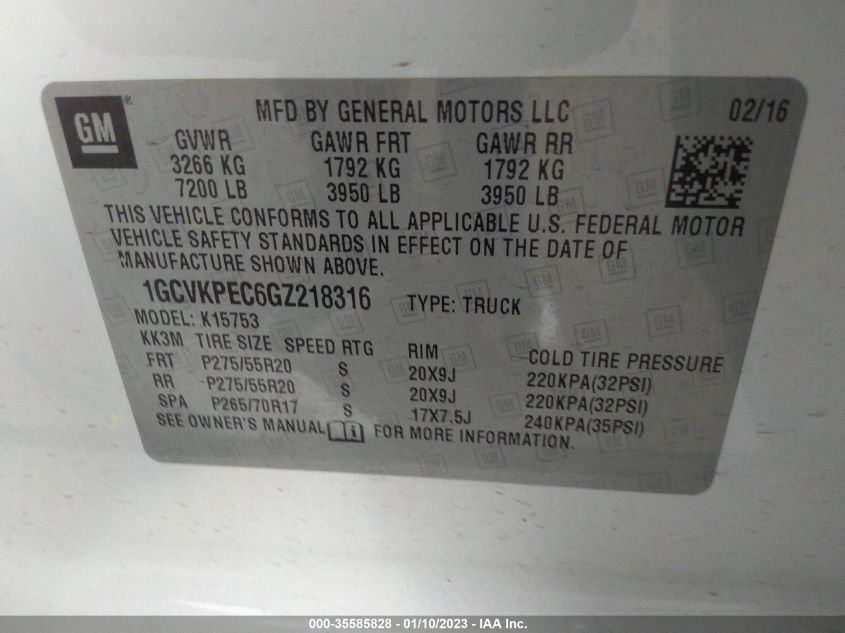 GM
MFD BY GENERAL MOTORS LLC 02/16
GVWR GAWR FRT GAWR RR
3266 KG 1792 KG 1792 KG
7200 LB 3950 LB 3950 LB
THIS VEHICLE CONFORMS TO ALL APPLICABLE U.S. FEDERAL MOTOR
VEHICLE SAFETY STANDARDS IN EFFECT ON THE DATE OF
MANUFACTURE SHOWN ABOVE.
1GCVKPEC6GZ218316 TYPE: TRUCK
MODEL: K15753
KK3M TIRE SIZE SPEED RTG RIM COLD TIRE PRESSURE
FRT P275/55R20 S 20X9J 220KPA(32PSI)
RR P275/55R20 S 20X9J 220KPA(32PSI)
SPA P265/70R17 S 17X7.5J 240KPA(35PSI)
SEE OWNER'S MANUAL FOR MORE INFORMATION.
000-35585828 - 01/10/2023 - IAA Inc.